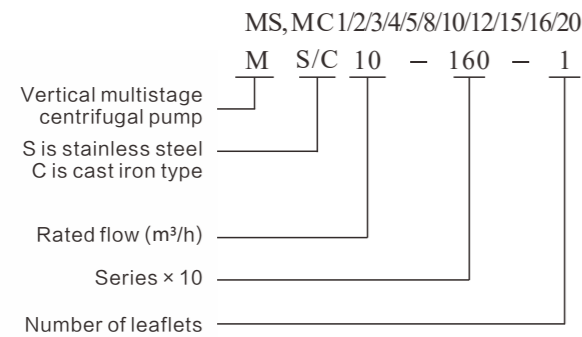 MS, MC1/2/3/4/5/8/10/12/15/16/20
M S/C 10 – 160 – 1
Vertical multistage
centrifugal pump
S is stainless steel
C is cast iron type
Rated flow (m³/h)
Series × 10
Number of leaflets